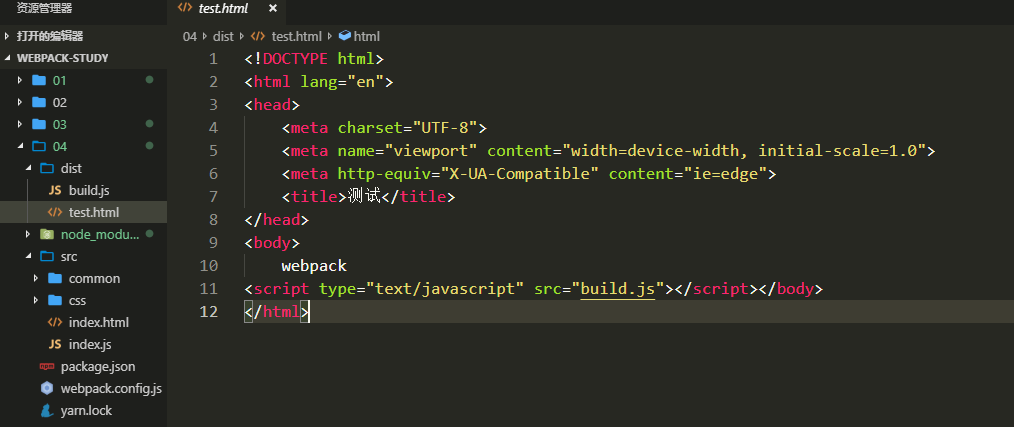 资源管理器
打开的编辑器
WEBPACK-STUDY
01
02
03
04
dist
JS build.js
<> test.html
node_modu...
src
common
css
<> index.html
JS index.js
npm package.json
webpack.config.js
yarn.lock
<> test.html ×
04 › dist › <> test.html › html
1 <!DOCTYPE html>
2 <html lang="en">
3 <head>
4 <meta charset="UTF-8">
5 <meta name="viewport" content="width=device-width, initial-scale=1.0">
6 <meta http-equiv="X-UA-Compatible" content="ie=edge">
7 <title>测试</title>
8 </head>
9 <body>
10 webpack
11 <script type="text/javascript" src="build.js"></script></body>
12 </html>